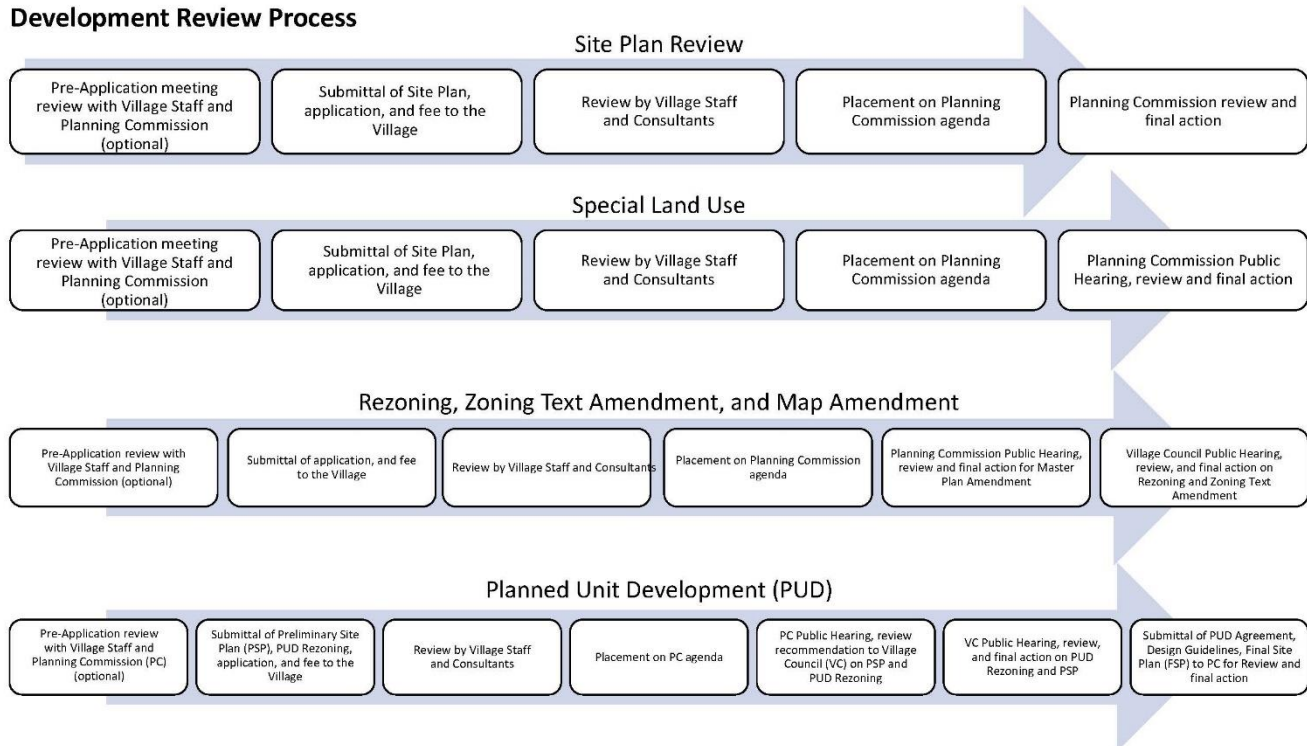 Development Review Process
Site Plan Review
Pre-Application meeting
review with Village Staff and
Planning Commission
(optional)
Submittal of Site Plan,
application, and fee to the
Village
Review by Village Staff
and Consultants
Placement on Planning
Commission agenda
Planning Commission review and
final action
Special Land Use
Pre-Application meeting
review with Village Staff and
Planning Commission
(optional)
Submittal of Site Plan,
application, and fee to the
Village
Review by Village Staff
and Consultants
Placement on Planning
Commission agenda
Planning Commission Public
Hearing, review and final action
Rezoning, Zoning Text Amendment, and Map Amendment
Pre-Application review with
Village Staff and Planning
Commission (optional)
Submittal of application, and fee
to the Village
Review by Village Staff and Consultants
Placement on Planning Commission
agenda
Planning Commission Public Hearing,
review and final action for Master
Plan Amendment
Village Council Public Hearing,
review, and final action on
Rezoning and Zoning Text
Amendment
Planned Unit Development (PUD)
Pre-Application review
with Village Staff and
Planning Commission (PC)
(optional)
Submittal of Preliminary Site
Plan (PSP), PUD Rezoning,
application, and fee to the
Village
Review by Village Staff
and Consultants
Placement on PC agenda
PC Public Hearing, review
recommendation to Village
Council (VC) on PSP and
PUD Rezoning
VC Public Hearing, review,
and final action on PUD
Rezoning and PSP
Submittal of PUD Agreement,
Design Guidelines, Final Site
Plan (FSP) to PC for Review and
final action